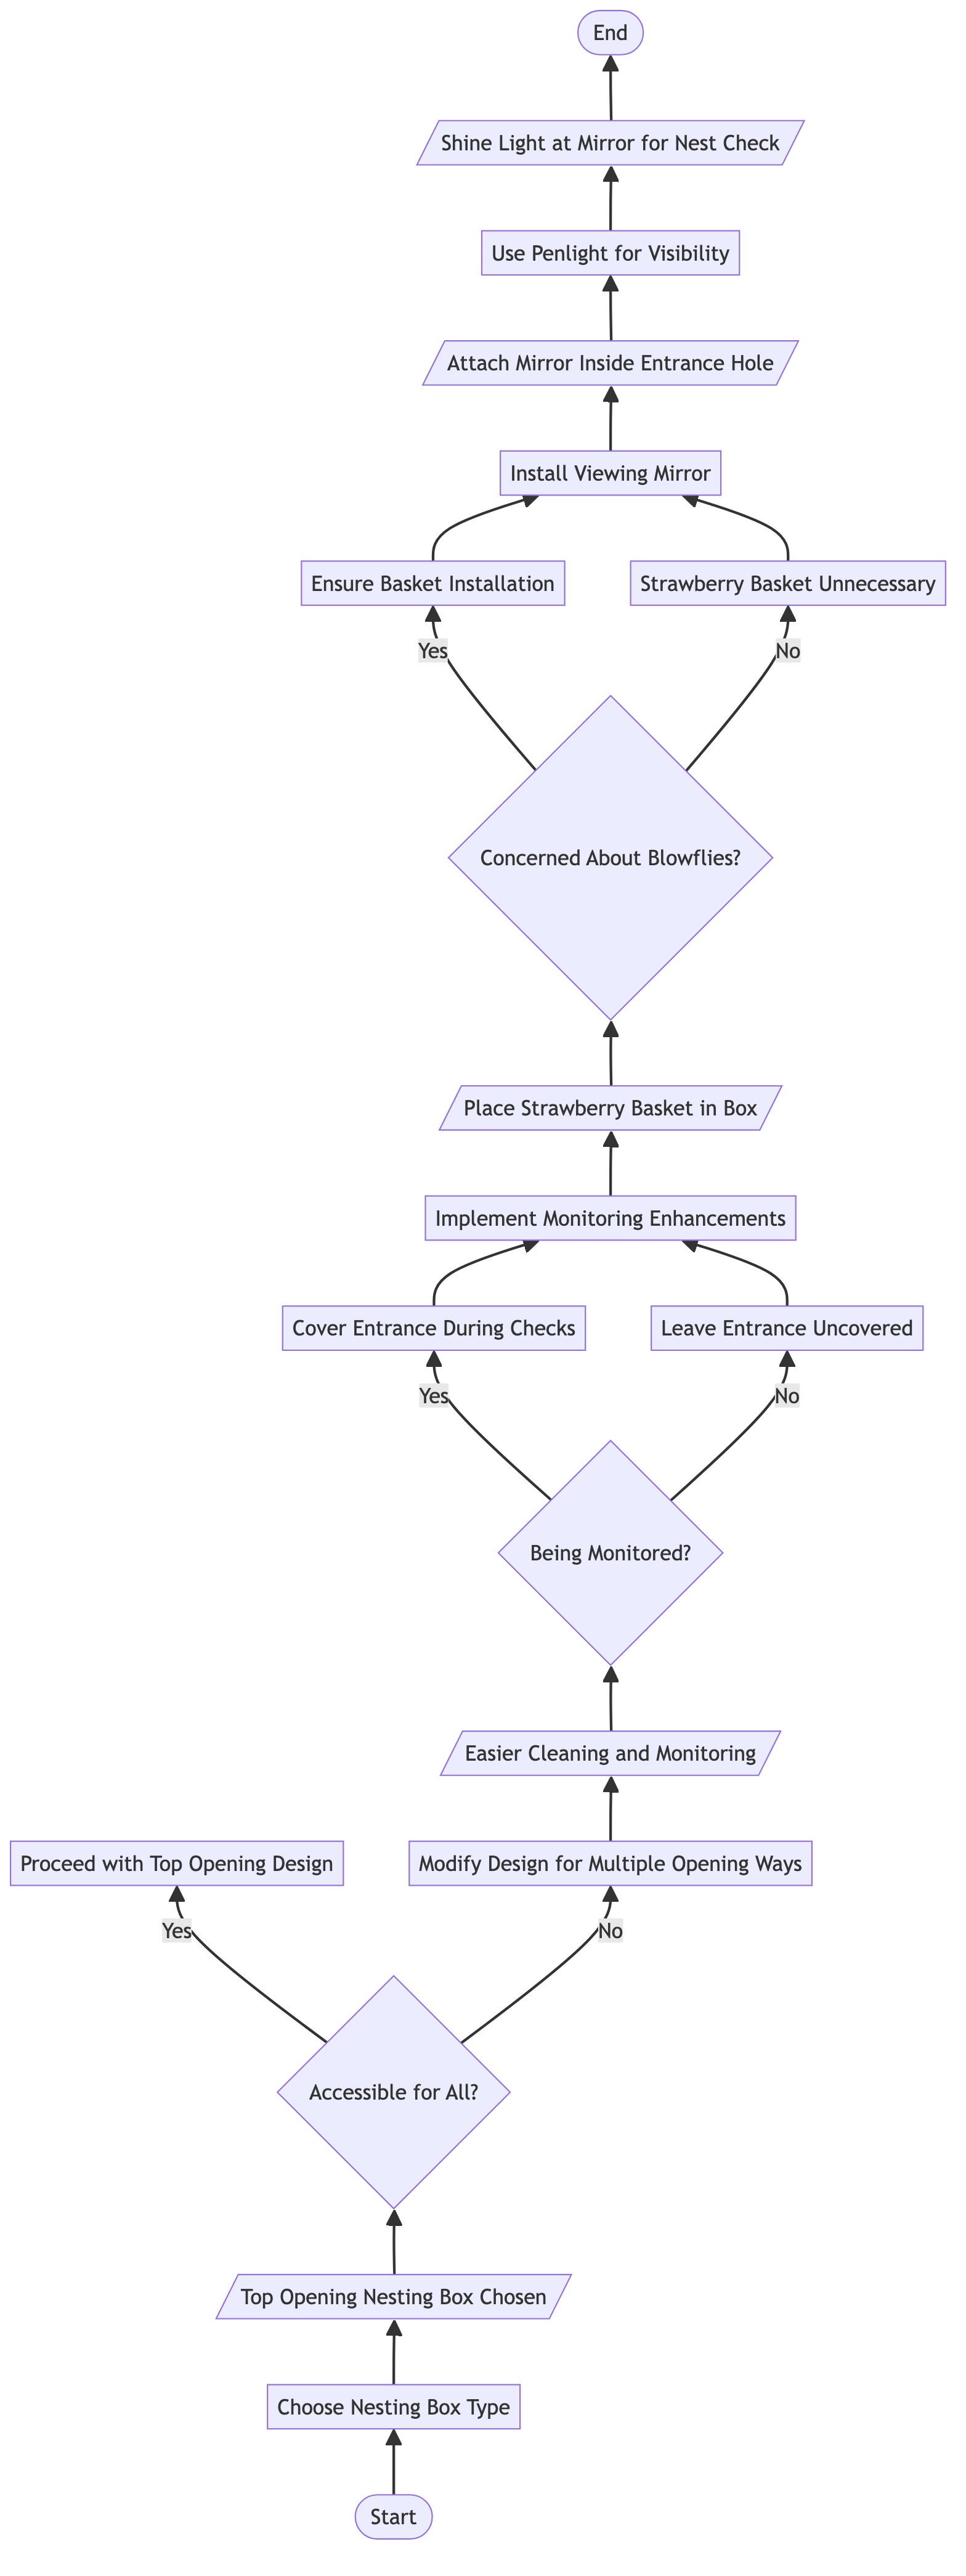 End
Shine Light at Mirror for Nest Check
Use Penlight for Visibility
Attach Mirror Inside Entrance Hole
Install Viewing Mirror
Ensure Basket Installation
Strawberry Basket Unnecessary
Yes
No
Concerned About Blowflies?
Place Strawberry Basket in Box
Implement Monitoring Enhancements
Cover Entrance During Checks
Leave Entrance Uncovered
Yes
No
Being Monitored?
Easier Cleaning and Monitoring
Proceed with Top Opening Design
Modify Design for Multiple Opening Ways
Yes
No
Accessible for All?
Top Opening Nesting Box Chosen
Choose Nesting Box Type
Start